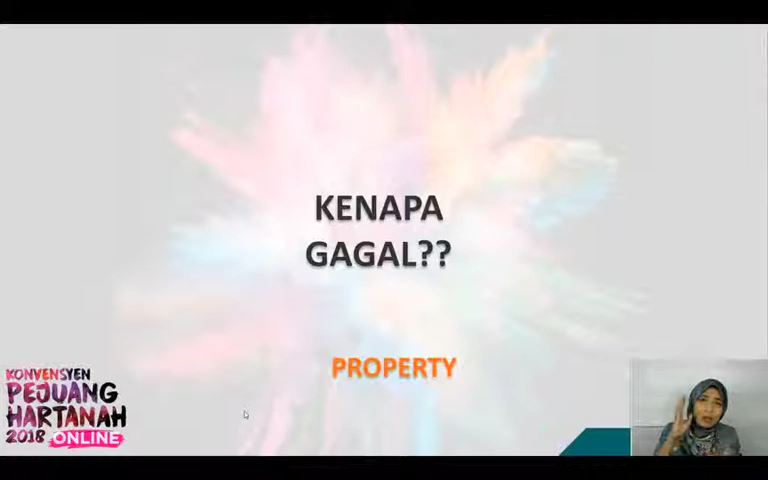 KENAPA
GAGAL??
PROPERTY
KONVENSYEN
PEJUANG
HARTANAH
2018 ONLINE